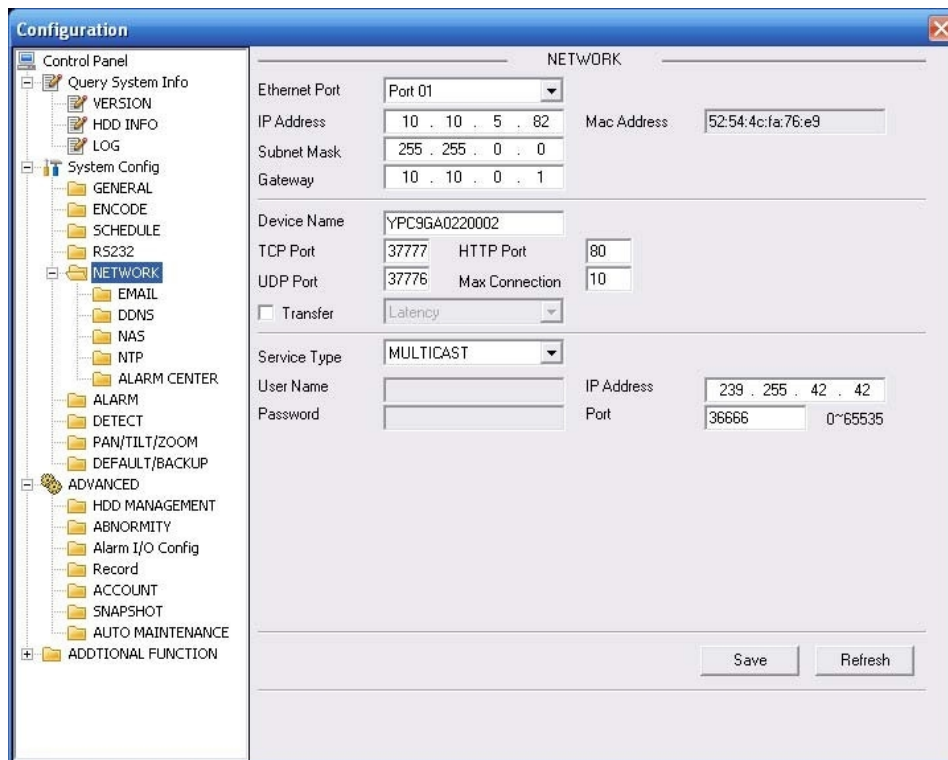 Configuration
Control Panel
Query System Info
VERSION
HDD INFO
LOG
System Config
GENERAL
ENCODE
SCHEDULE
RS232
NETWORK
EMAIL
DDNS
NAS
NTP
ALARM CENTER
ALARM
DETECT
PAN/TILT/ZOOM
DEFAULT/BACKUP
ADVANCED
HDD MANAGEMENT
ABNORMITY
Alarm I/O Config
Record
ACCOUNT
SNAPSHOT
AUTO MAINTENANCE
ADDTIONAL FUNCTION
NETWORK
Ethernet Port Port 01
IP Address 10 . 10 . 5 . 82 Mac Address 52:54:4c:fa:76:e9
Subnet Mask 255 . 255 . 0 . 0
Gateway 10 . 10 . 0 . 1
Device Name YPC9GA0220002
TCP Port 37777 HTTP Port 80
UDP Port 37776 Max Connection 10
Transfer Latency
Service Type MULTICAST
User Name IP Address 239 . 255 . 42 . 42
Password Port 36666 0~65535
Save Refresh